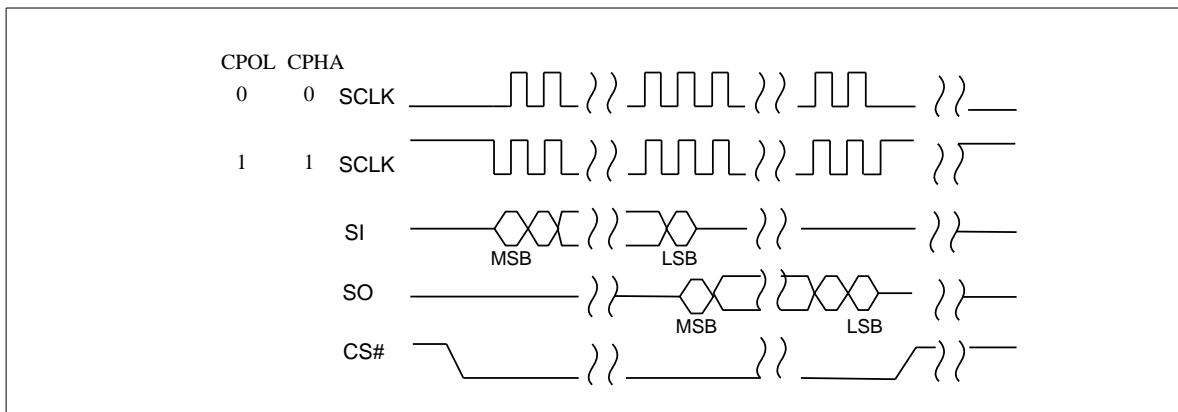 CPOL CPHA
0 0 SCLK
1 1 SCLK
SI
MSB LSB
SO
MSB LSB
CS#